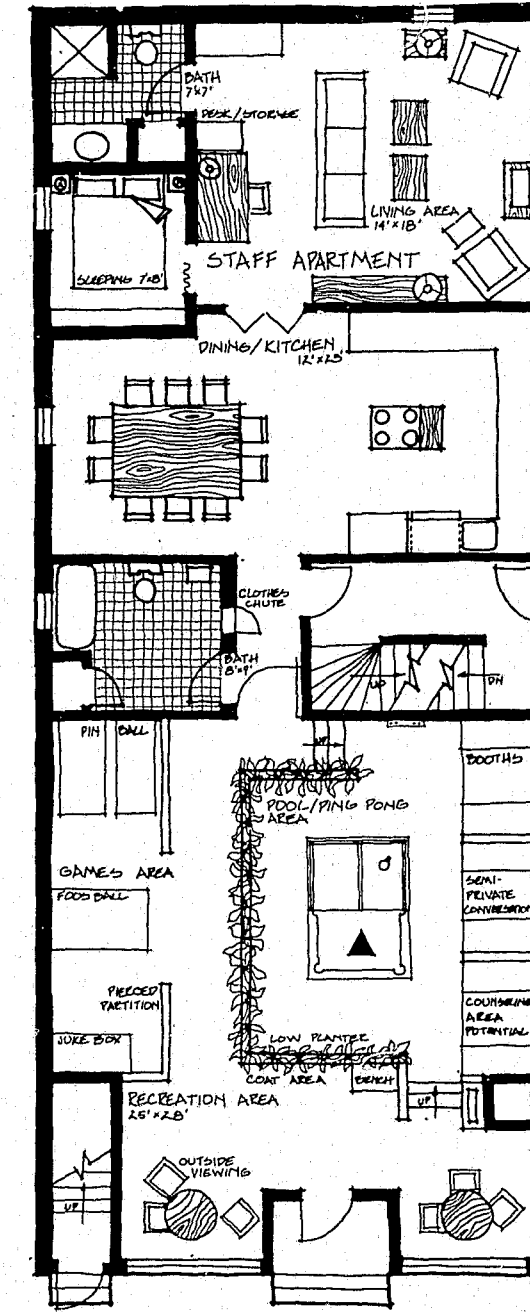 BATH
7'x7'
DESK/STORAGE
LIVING AREA
14'x18'
SLEEPING 7'x8'
STAFF APARTMENT
DINING/KITCHEN
12'x25'
CLOTHES
CHUTE
BATH
8'x9'
UP
DN
PIN BALL
UP
BOOTHS
POOL/PING PONG
AREA
GAMES AREA
FOOS BALL
SEMI-
PRIVATE
CONVERSATION
PIERCED
PARTITION
COUNSELING
AREA
POTENTIAL
JUKE BOX
LOW PLANTER
COAT AREA
BENCH
RECREATION AREA
25'x28'
UP
OUTSIDE
VIEWING
UP